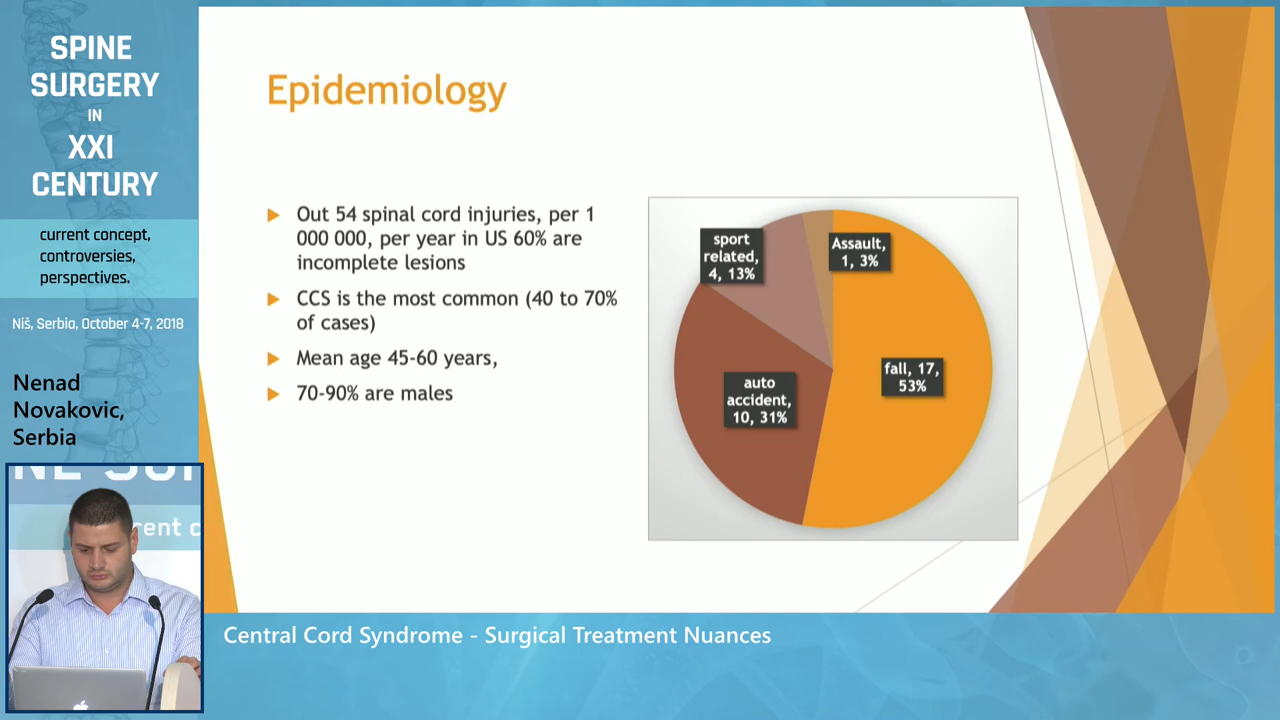 SPINE
SURGERY
IN
XXI
CENTURY
current concept,
controversies,
perspectives.
Niš, Serbia, October 4-7, 2018
Nenad
Novakovic,
Serbia
Epidemiology
Out 54 spinal cord injuries, per 1
000 000, per year in US 60% are
incomplete lesions
CCS is the most common (40 to 70%
of cases)
Mean age 45-60 years,
70-90% are males
sport
related,
4, 13%
Assault,
1, 3%
fall, 17,
53%
auto
accident,
10, 31%
Central Cord Syndrome - Surgical Treatment Nuances